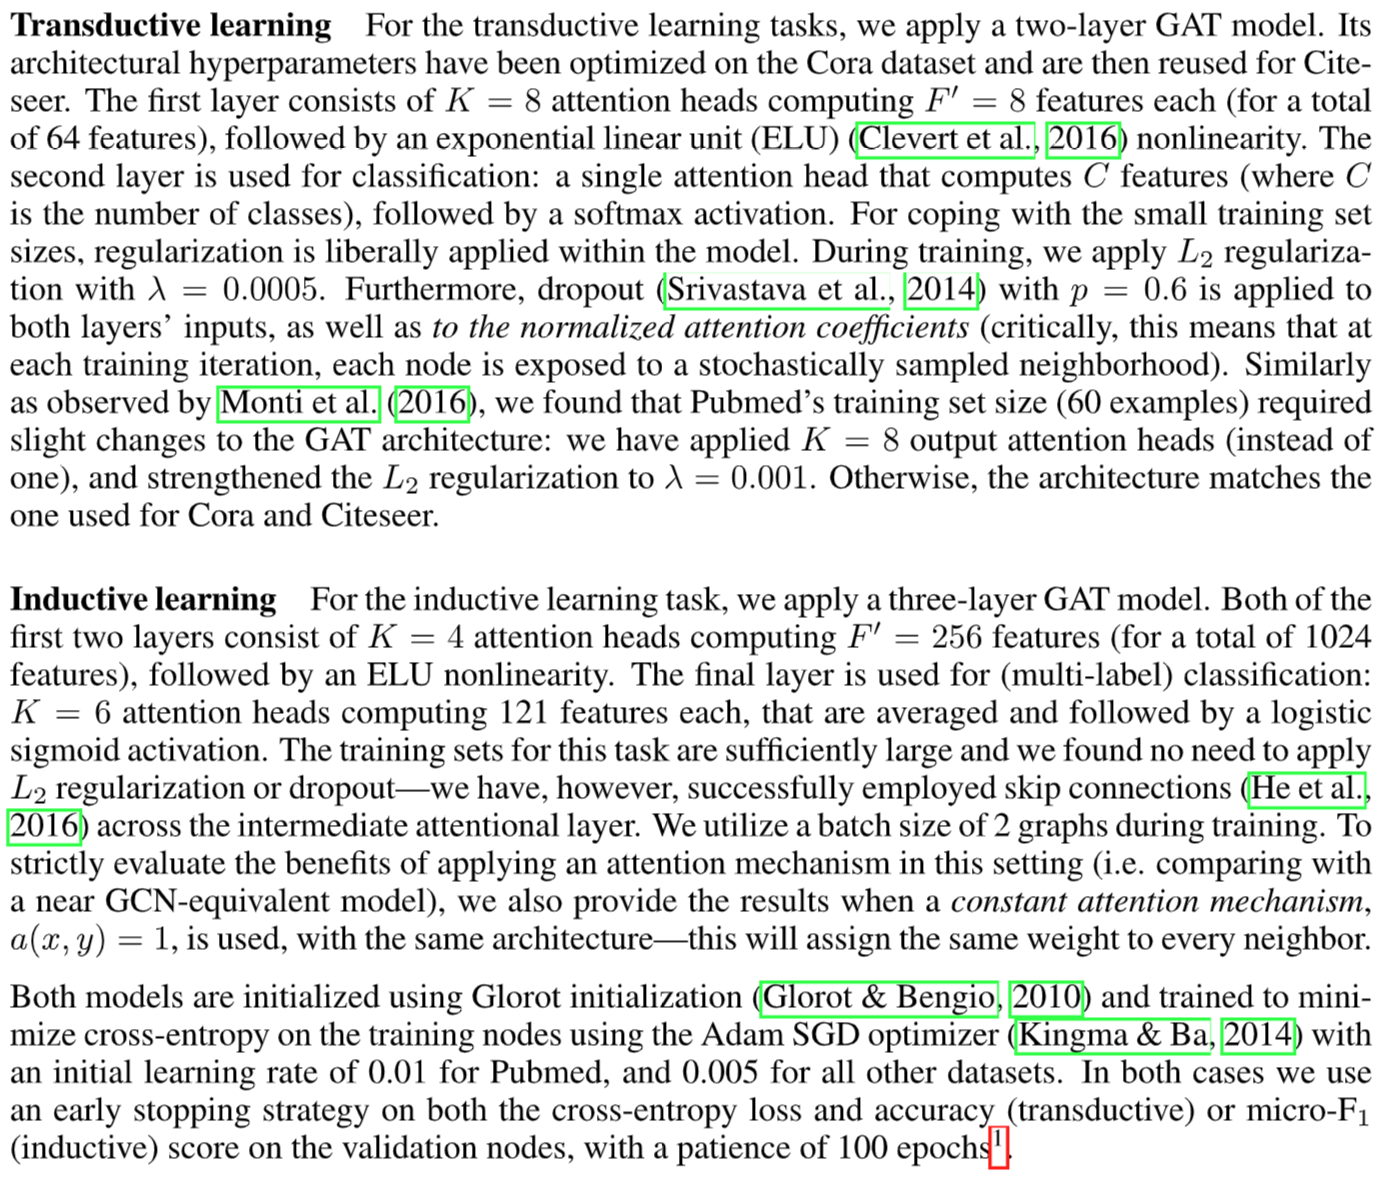 Transductive learning For the transductive learning tasks, we apply a two-layer GAT model. Its
architectural hyperparameters have been optimized on the Cora dataset and are then reused for Cite-
seer. The first layer consists of K = 8 attention heads computing F′ = 8 features each (for a total
of 64 features), followed by an exponential linear unit (ELU) (Clevert et al., 2016) nonlinearity. The
second layer is used for classification: a single attention head that computes C features (where C
is the number of classes), followed by a softmax activation. For coping with the small training set
sizes, regularization is liberally applied within the model. During training, we apply L₂ regulariza-
tion with λ = 0.0005. Furthermore, dropout (Srivastava et al., 2014) with p = 0.6 is applied to
both layers’ inputs, as well as to the normalized attention coefficients (critically, this means that at
each training iteration, each node is exposed to a stochastically sampled neighborhood). Similarly
as observed by Monti et al. (2016), we found that Pubmed’s training set size (60 examples) required
slight changes to the GAT architecture: we have applied K = 8 output attention heads (instead of
one), and strengthened the L₂ regularization to λ = 0.001. Otherwise, the architecture matches the
one used for Cora and Citeseer.
Inductive learning For the inductive learning task, we apply a three-layer GAT model. Both of the
first two layers consist of K = 4 attention heads computing F′ = 256 features (for a total of 1024
features), followed by an ELU nonlinearity. The final layer is used for (multi-label) classification:
K = 6 attention heads computing 121 features each, that are averaged and followed by a logistic
sigmoid activation. The training sets for this task are sufficiently large and we found no need to apply
L₂ regularization or dropout—we have, however, successfully employed skip connections (He et al.,
2016) across the intermediate attentional layer. We utilize a batch size of 2 graphs during training. To
strictly evaluate the benefits of applying an attention mechanism in this setting (i.e. comparing with
a near GCN-equivalent model), we also provide the results when a constant attention mechanism,
a(x, y) = 1, is used, with the same architecture—this will assign the same weight to every neighbor.
Both models are initialized using Glorot initialization (Glorot & Bengio, 2010) and trained to mini-
mize cross-entropy on the training nodes using the Adam SGD optimizer (Kingma & Ba, 2014) with
an initial learning rate of 0.01 for Pubmed, and 0.005 for all other datasets. In both cases we use
an early stopping strategy on both the cross-entropy loss and accuracy (transductive) or micro-F₁
(inductive) score on the validation nodes, with a patience of 100 epochs¹.